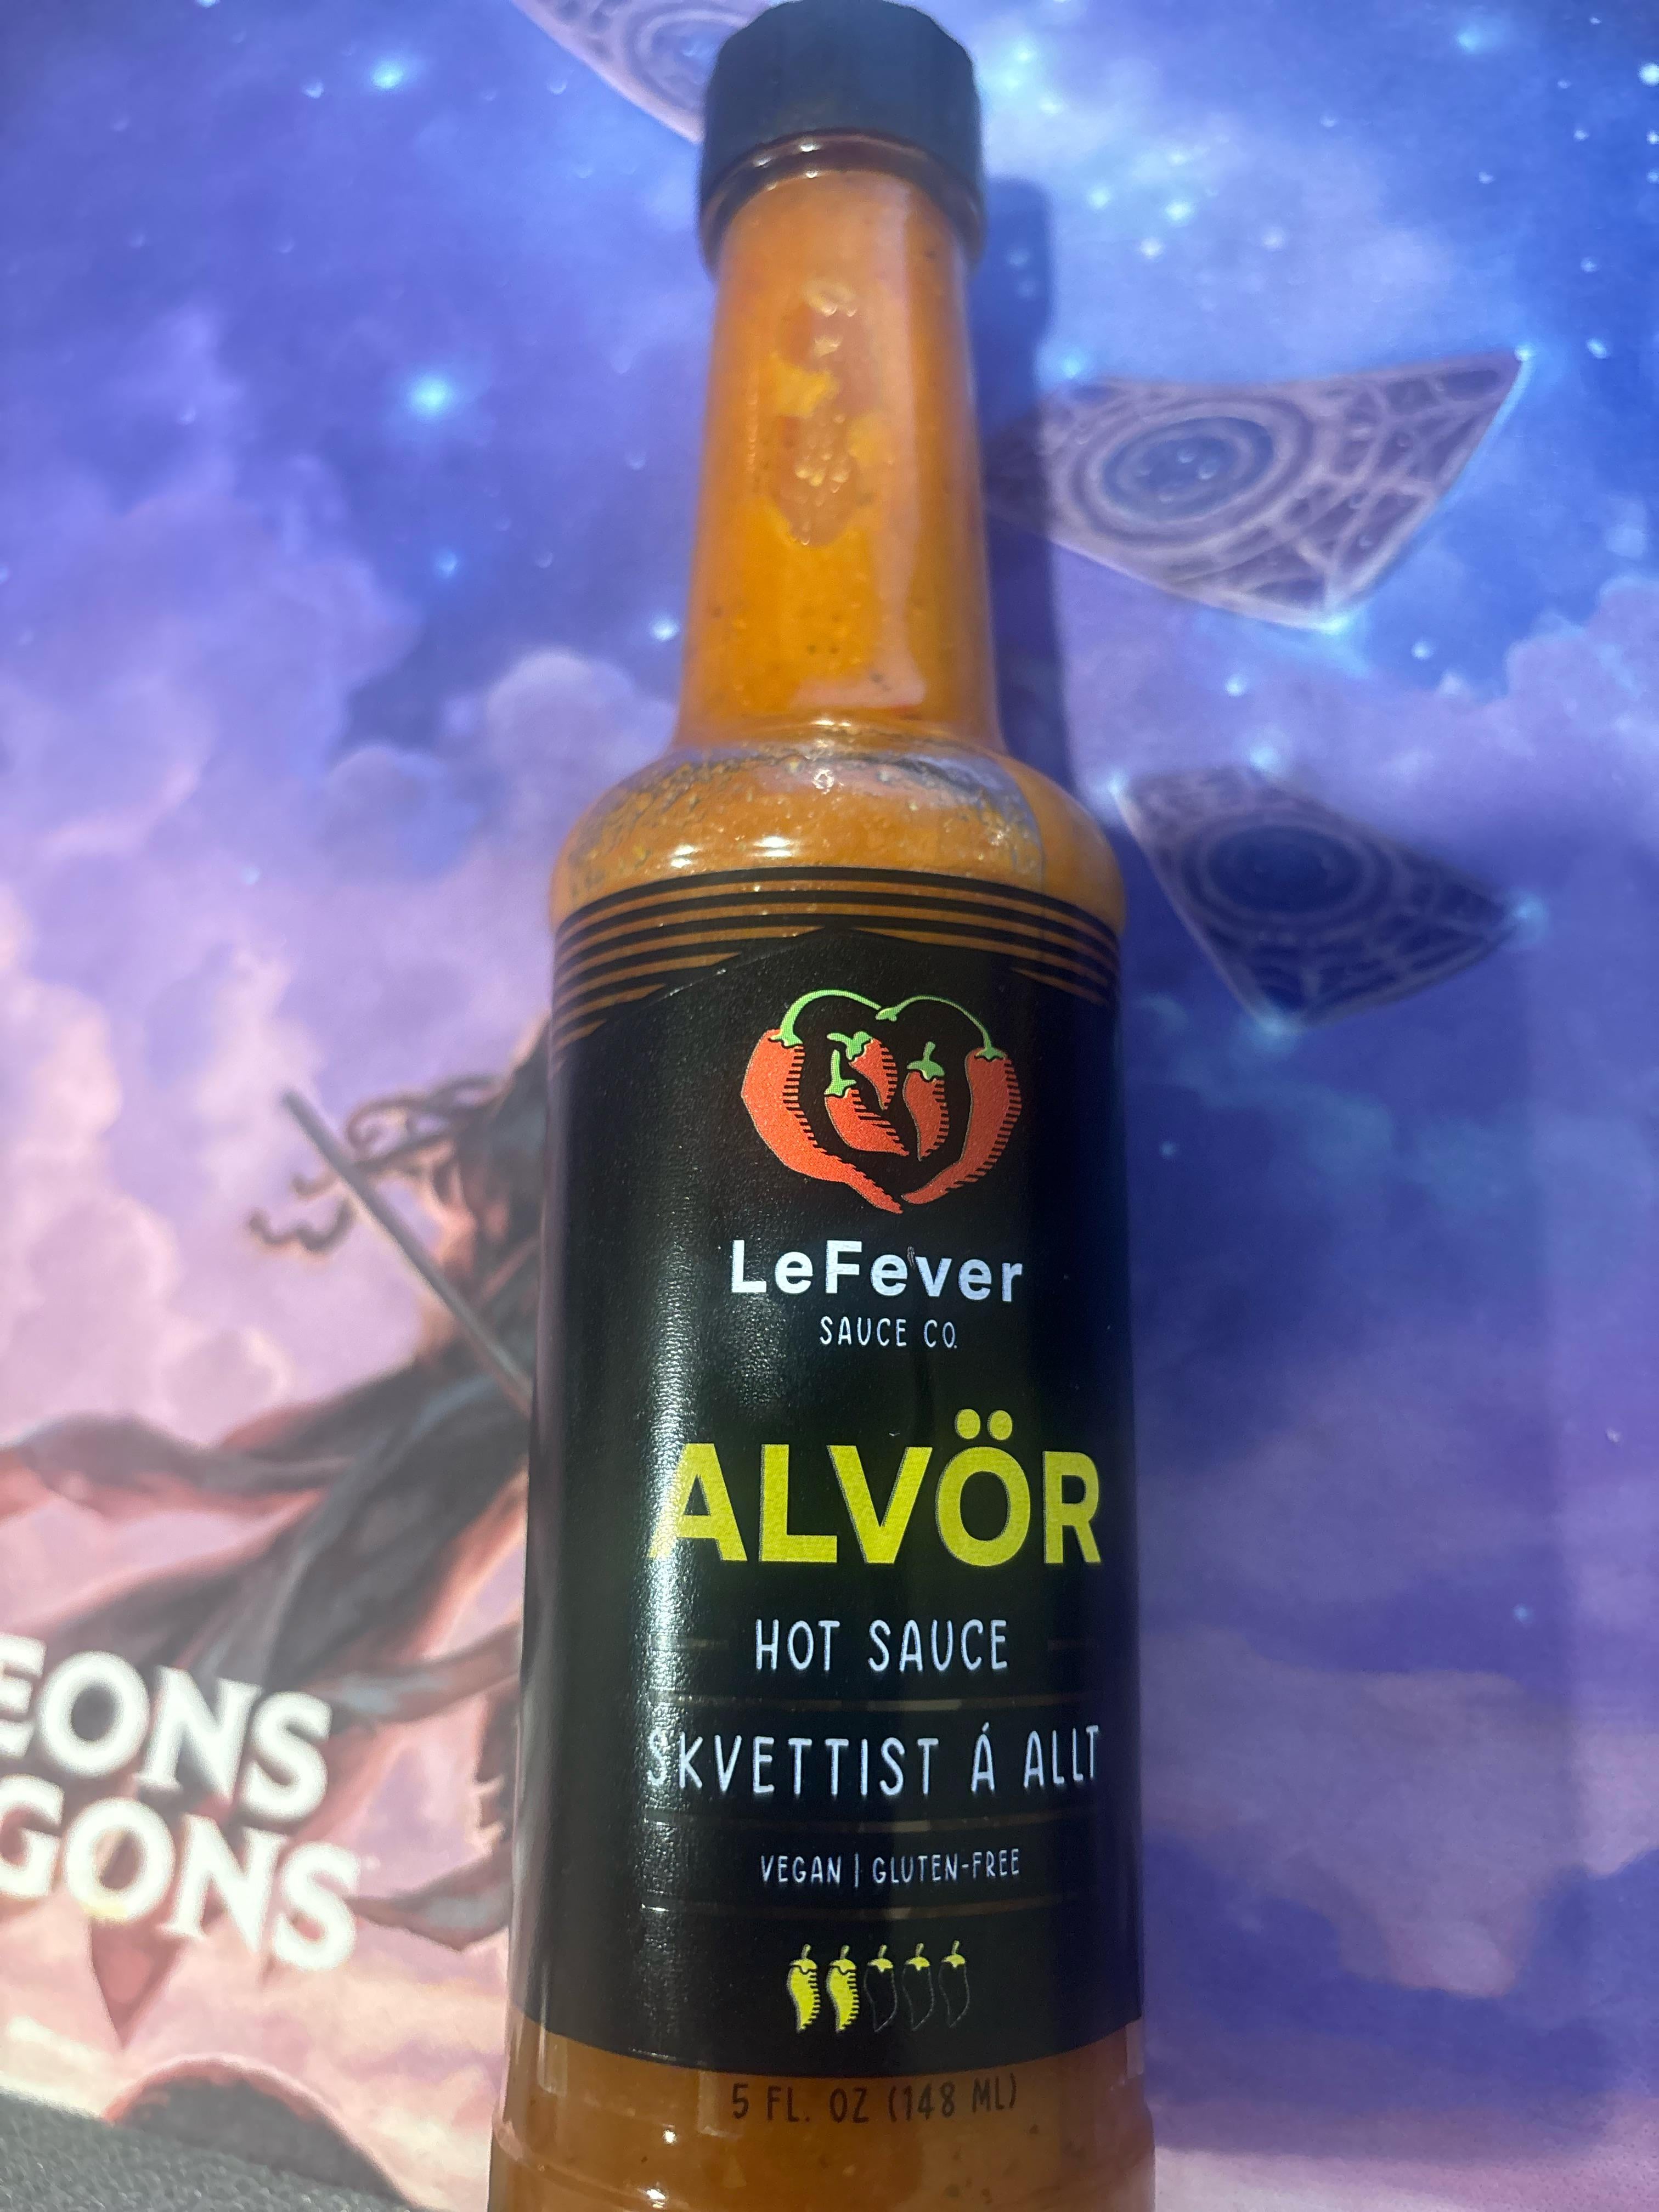 LeFever
SAUCE CO.
ALVÖR
HOT SAUCE
SKVETTIST Á ALLT
VEGAN | GLUTEN-FREE
5 FL. OZ (148 ML)
EONS
GONS